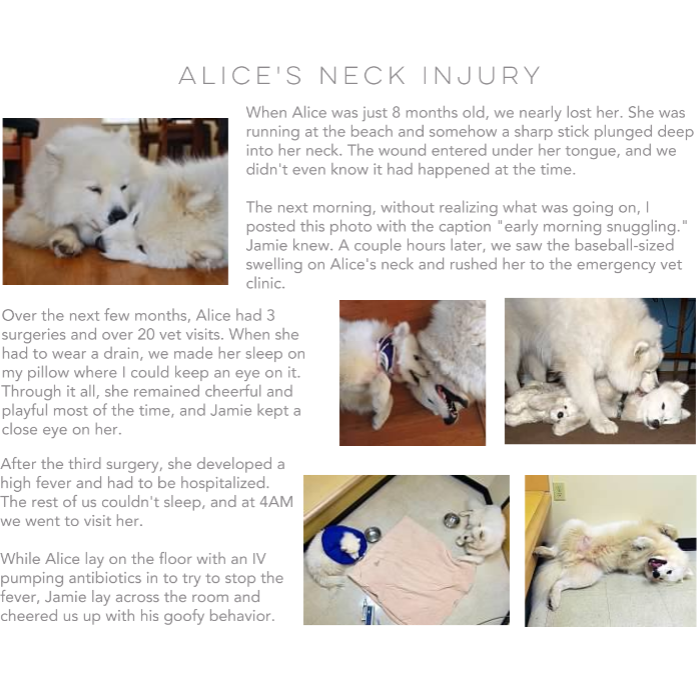 ALICE'S NECK INJURY
When Alice was just 8 months old, we nearly lost her. She was
running at the beach and somehow a sharp stick plunged deep
into her neck. The wound entered under her tongue, and we
didn't even know it had happened at the time.
The next morning, without realizing what was going on, I
posted this photo with the caption "early morning snuggling."
Jamie knew. A couple hours later, we saw the baseball-sized
swelling on Alice's neck and rushed her to the emergency vet
clinic.
Over the next few months, Alice had 3
surgeries and over 20 vet visits. When she
had to wear a drain, we made her sleep on
my pillow where I could keep an eye on it.
Through it all, she remained cheerful and
playful most of the time, and Jamie kept a
close eye on her.
After the third surgery, she developed a
high fever and had to be hospitalized.
The rest of us couldn't sleep, and at 4AM
we went to visit her.
While Alice lay on the floor with an IV
pumping antibiotics in to try to stop the
fever, Jamie lay across the room and
cheered us up with his goofy behavior.